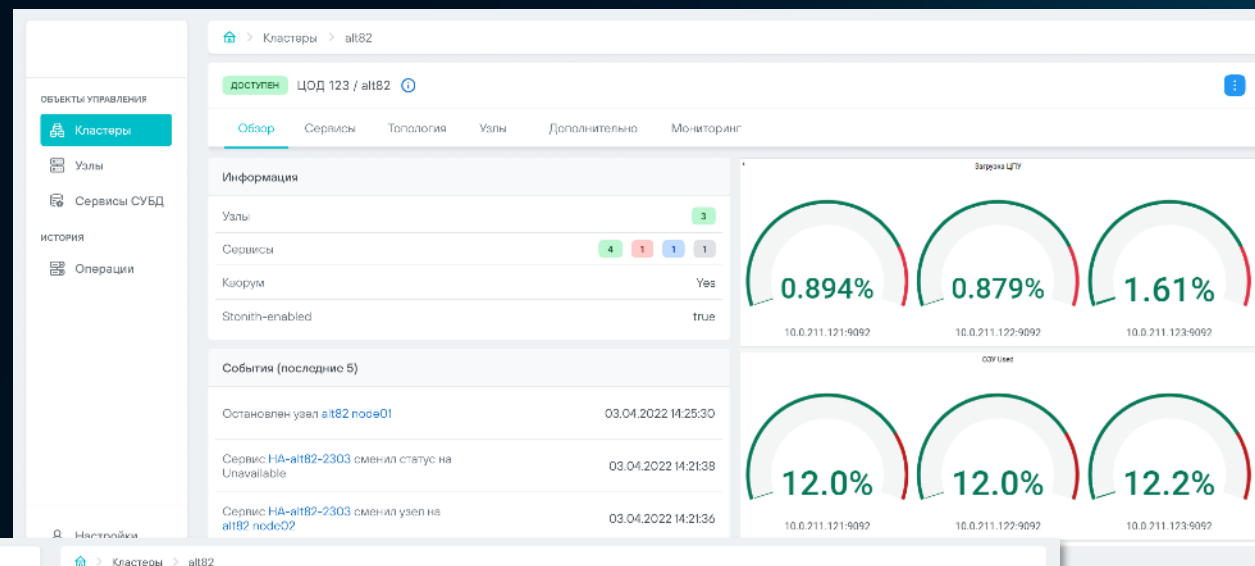 Кластеры > alt82
ДОСТУПЕН ЦОД 123 / alt82
ОБЪЕКТЫ УПРАВЛЕНИЯ
Кластеры
Узлы
Сервисы СУБД
ИСТОРИЯ
Операции
Настройки
Обзор Сервисы Топология Узлы Дополнительно Мониторинг
Информация
Узлы 3
Сервисы 4 1 1 1
Кворум Yes
Stonith-enabled true
События (последние 5)
Остановлен узел alt82 node01 03.04.2022 14:25:30
Сервис HA-alt82-2303 сменил статус на
Unavailable 03.04.2022 14:21:38
Сервис HA-alt82-2303 сменил узел на
alt82 node02 03.04.2022 14:21:36
Загрузка ЦПУ
0.894% 0.879% 1.61%
10.0.211.121:9092 10.0.211.122:9092 10.0.211.123:9092
ОЗУ Used
12.0% 12.0% 12.2%
10.0.211.121:9092 10.0.211.122:9092 10.0.211.123:9092
Кластеры > alt82